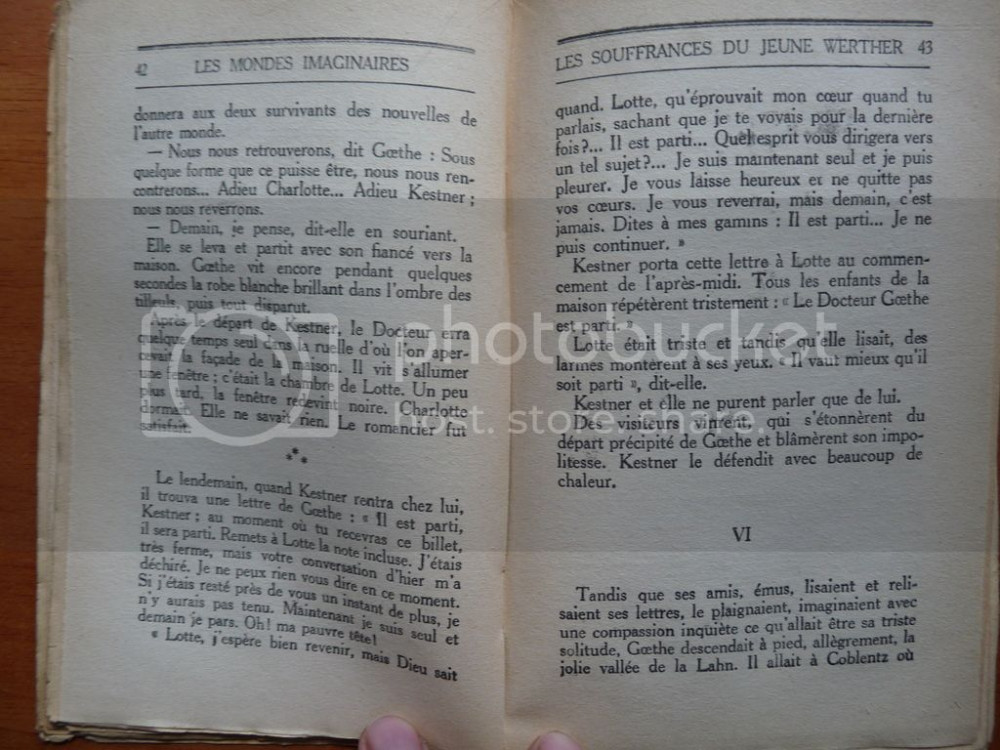 42 LES MONDES IMAGINAIRES
donnera aux deux survivants des nouvelles de
l'autre monde.
— Nous nous retrouverons, dit Gœthe : Sous
quelque forme que ce puisse être, nous nous ren-
contrerons... Adieu Charlotte... Adieu Kestner ;
nous nous reverrons.
— Demain, je pense, dit-elle en souriant.
Elle se leva et partit avec son fiancé vers la
maison. Gœthe vit encore pendant quelques
secondes la robe blanche brillant dans l'ombre des
tilleuls, puis tout disparut.
Après le départ de Kestner, le Docteur erra
quelque temps seul dans la ruelle d'où l'on aper-
cevait la façade de la maison. Il vit s'allumer
une fenêtre ; c'était la chambre de Lotte. Un peu
plus tard, la fenêtre redevint noire. Charlotte
dormait. Elle ne savait rien. Le romancier fut
satisfait.
***
Le lendemain, quand Kestner rentra chez lui,
il trouva une lettre de Gœthe : « Il est parti,
Kestner ; au moment où tu recevras ce billet,
il sera parti. Remets à Lotte la note incluse. J'étais
très ferme, mais votre conversation d'hier m'a
déchiré. Je ne peux rien vous dire en ce moment.
Si j'étais resté près de vous un instant de plus, je
n'y aurais pas tenu. Maintenant je suis seul et
demain je pars. Oh! ma pauvre tête!
« Lotte, j'espère bien revenir, mais Dieu sait
LES SOUFFRANCES DU JEUNE WERTHER 43
quand. Lotte, qu'éprouvait mon cœur quand tu
parlais, sachant que je te voyais pour la dernière
fois?... Il est parti... Quel esprit vous dirigera vers
un tel sujet?... Je suis maintenant seul et je puis
pleurer. Je vous laisse heureux et ne quitte pas
vos cœurs. Je vous reverrai, mais demain, c'est
jamais. Dites à mes gamins : Il est parti... Je ne
puis continuer. »
Kestner porta cette lettre à Lotte au commen-
cement de l'après-midi. Tous les enfants de la
maison répétèrent tristement : « Le Docteur Gœthe
est parti. »
Lotte était triste et tandis qu'elle lisait, des
larmes montèrent à ses yeux. « Il vaut mieux qu'il
soit parti », dit-elle.
Kestner et elle ne purent parler que de lui.
Des visiteurs vinrent, qui s'étonnèrent du
départ précipité de Gœthe et blâmèrent son impo-
litesse. Kestner le défendit avec beaucoup de
chaleur.
VI
Tandis que ses amis, émus, lisaient et reli-
saient ses lettres, le plaignaient, imaginaient avec
une compassion inquiète ce qu'allait être sa triste
solitude, Gœthe descendait à pied, allègrement, la
jolie vallée de la Lahn. Il allait à Coblentz où
photobucket
host. store. share.